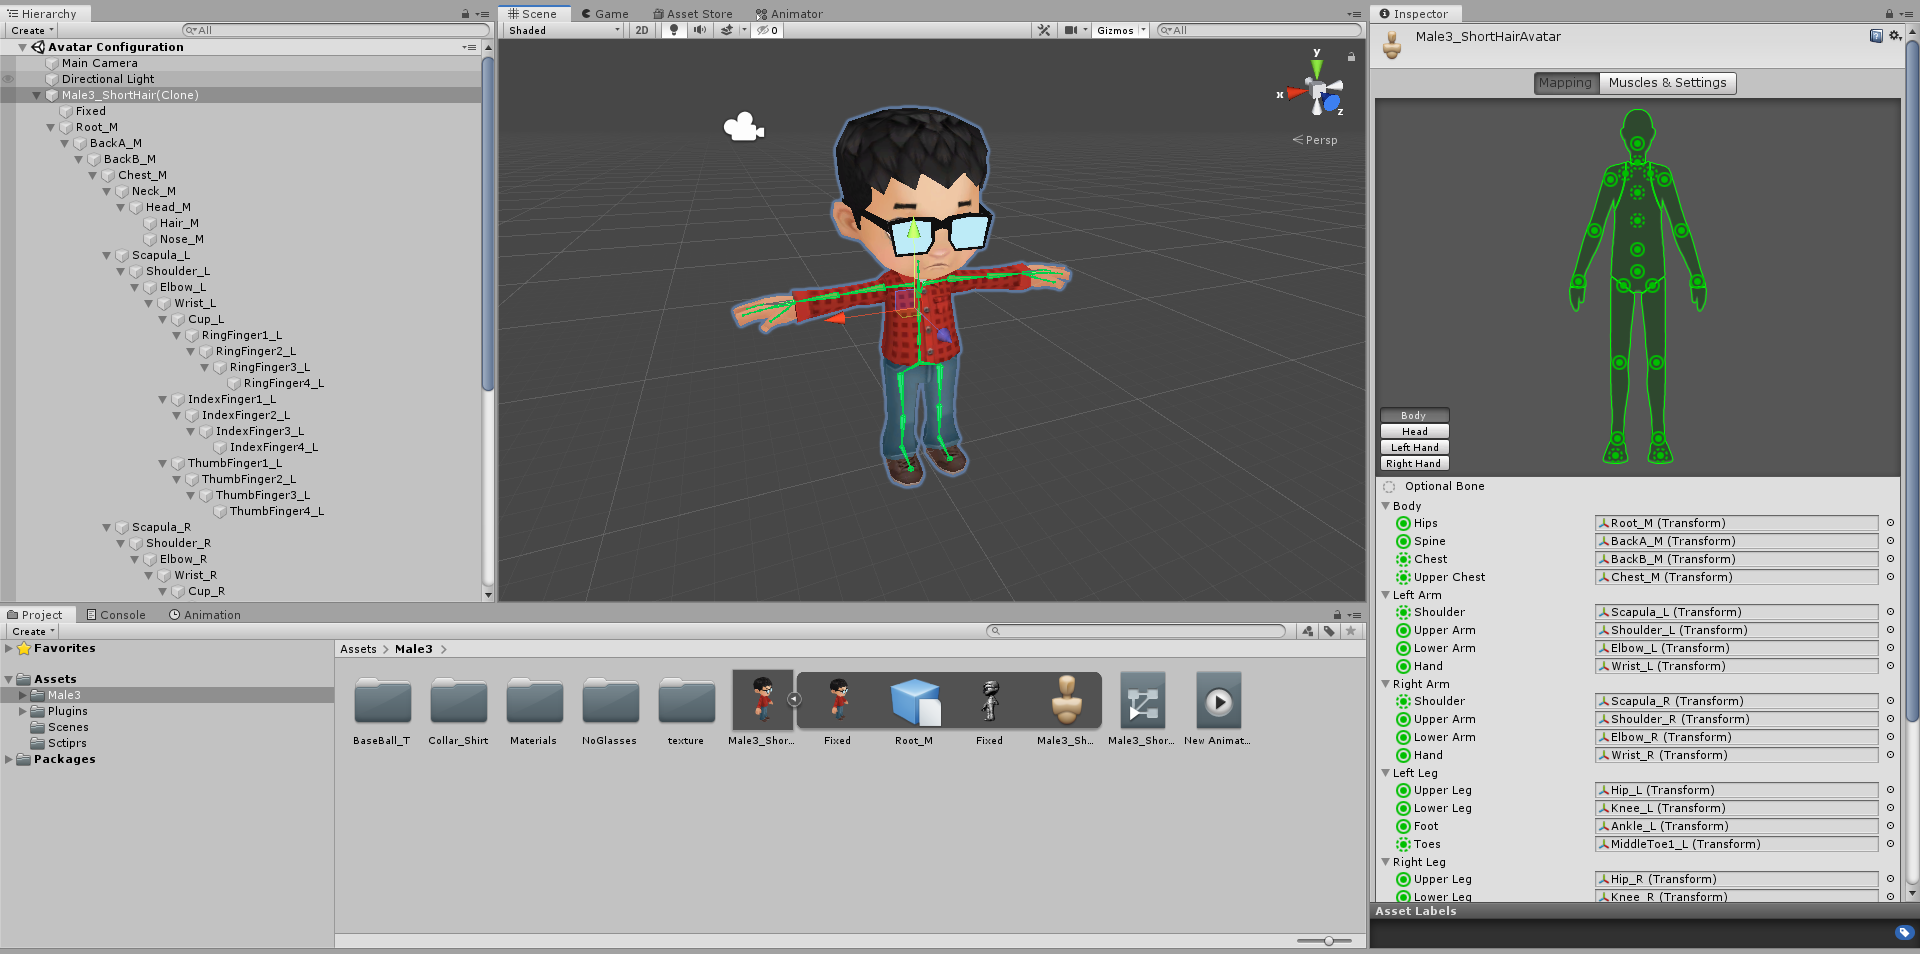 Hierarchy
Create
All
Avatar Configuration
Main Camera
Directional Light
Male3_ShortHair(Clone)
Fixed
Root_M
BackA_M
BackB_M
Chest_M
Neck_M
Head_M
Hair_M
Nose_M
Scapula_L
Shoulder_L
Elbow_L
Wrist_L
Cup_L
RingFinger1_L
RingFinger2_L
RingFinger3_L
RingFinger4_L
IndexFinger1_L
IndexFinger2_L
IndexFinger3_L
IndexFinger4_L
ThumbFinger1_L
ThumbFinger2_L
ThumbFinger3_L
ThumbFinger4_L
Scapula_R
Shoulder_R
Elbow_R
Wrist_R
Cup_R
Scene Game Asset Store Animator
Shaded 2D 0 Gizmos All
y
x
z
Persp
Project Console Animation
Create
Favorites
Assets
Male3
Plugins
Scenes
Sctiprs
Packages
Assets Male3
BaseBall_T Collar_Shirt Materials NoGlasses texture Male3_Shor... Fixed Root_M Fixed Male3_Sh... Male3_Shor... New Animat...
Inspector
Male3_ShortHairAvatar
Mapping Muscles & Settings
Body
Head
Left Hand
Right Hand
Optional Bone
Body
Hips Root_M (Transform)
Spine BackA_M (Transform)
Chest BackB_M (Transform)
Upper Chest Chest_M (Transform)
Left Arm
Shoulder Scapula_L (Transform)
Upper Arm Shoulder_L (Transform)
Lower Arm Elbow_L (Transform)
Hand Wrist_L (Transform)
Right Arm
Shoulder Scapula_R (Transform)
Upper Arm Shoulder_R (Transform)
Lower Arm Elbow_R (Transform)
Hand Wrist_R (Transform)
Left Leg
Upper Leg Hip_L (Transform)
Lower Leg Knee_L (Transform)
Foot Ankle_L (Transform)
Toes MiddleToe1_L (Transform)
Right Leg
Upper Leg Hip_R (Transform)
Lower Leg Knee_R (Transform)
Asset Labels